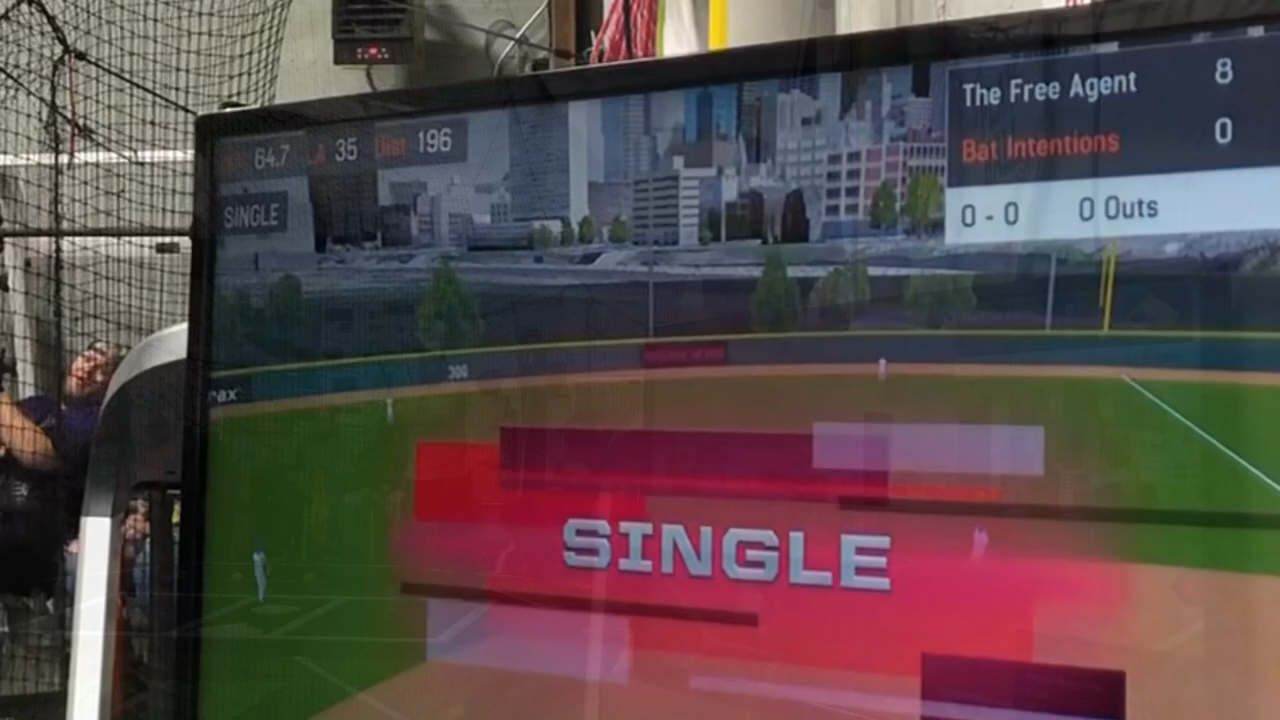 The Free Agent 8
64.7 LA 35 Dist 196
Bat Intentions 0
SINGLE
0 - 0 0 Outs
300
SINGLE